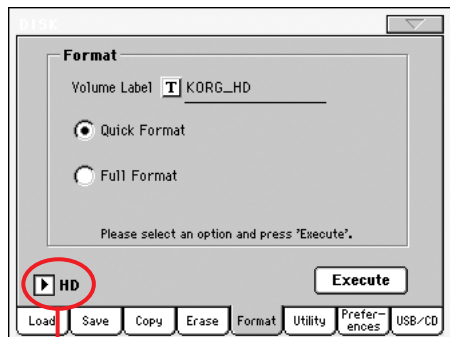 DISK
Format
Volume Label T KORG_HD
Quick Format
Full Format
Please select an option and press 'Execute'.
HD
Execute
Load Save Copy Erase Format Utility Prefer-ences USB/CD